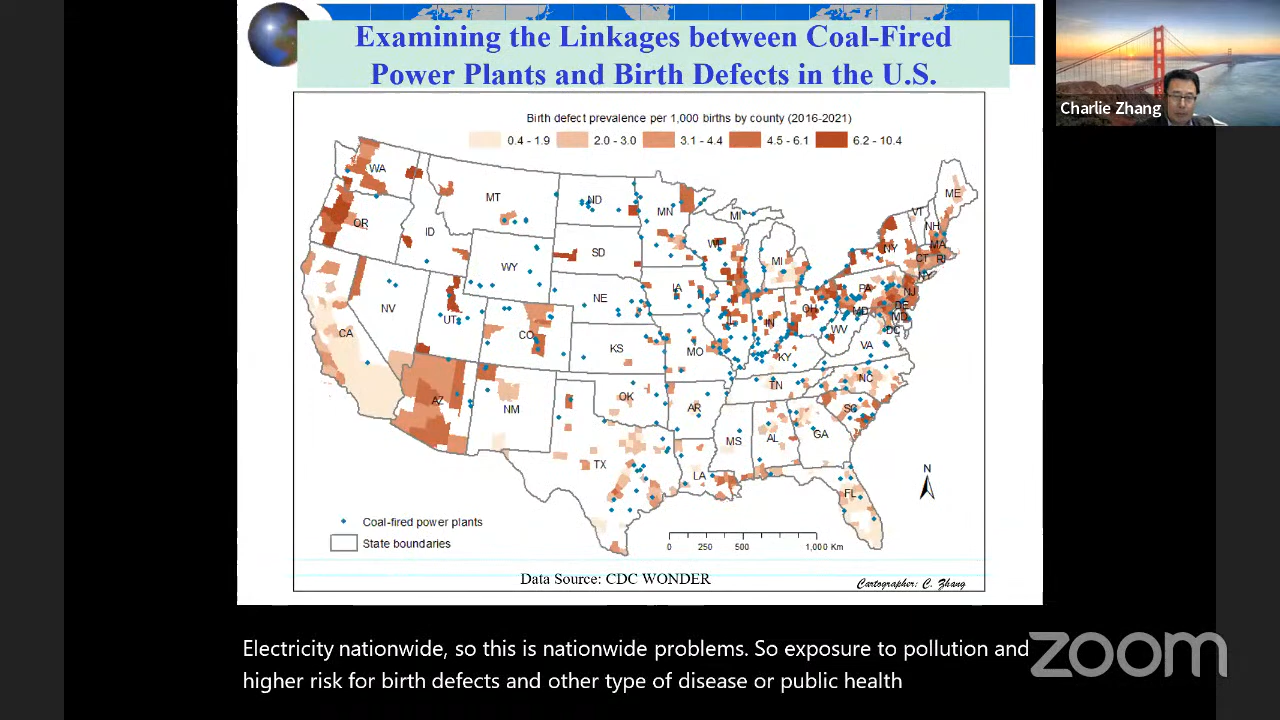 Examining the Linkages between Coal-Fired
Power Plants and Birth Defects in the U.S.
Charlie Zhang
Birth defect prevalence per 1,000 births by county (2016-2021)
0.4 - 1.9 2.0 - 3.0 3.1 - 4.4 4.5 - 6.1 6.2 - 10.4
WA
MT
ND
MN
MI
VT
ME
NH
OR
ID
SD
WI
MI
NY
MA
CT RI
WY
IA
PA
NY
NJ
NV
UT
NE
IL
IN
OH
DE
MD
MD
DC
CA
CO
KS
MO
WV
KY
VA
AZ
NM
OK
AR
TN
NC
SC
TX
LA
MS
AL
GA
FL
N
Coal-fired power plants
State boundaries
0 250 500 1,000 Km
Data Source: CDC WONDER
Cartographer: C. Zhang
Electricity nationwide, so this is nationwide problems. So exposure to pollution and
higher risk for birth defects and other type of disease or public health
zoom